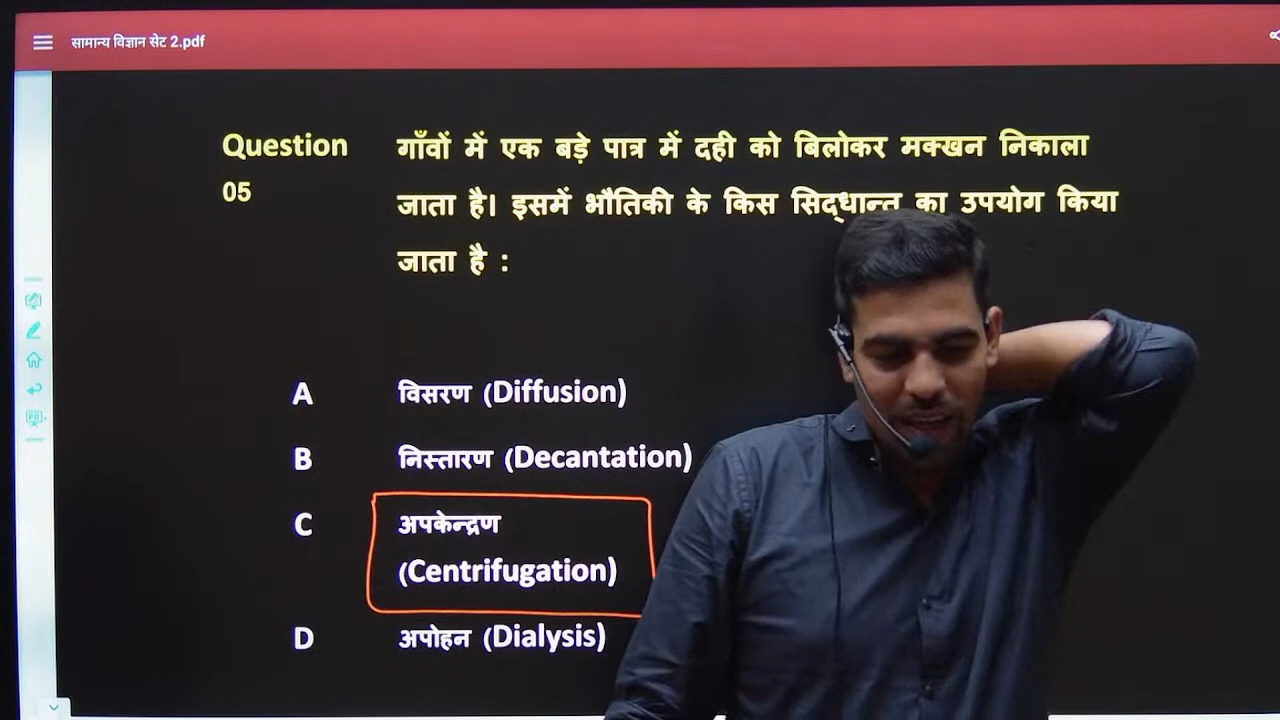 सामान्य विज्ञान सेट 2.pdf
Question गाँवों में एक बड़े पात्र में दही को बिलोकर मक्खन निकाला
05 जाता है। इसमें भौतिकी के किस सिद्धान्त का उपयोग किया
जाता है :
A विसरण (Diffusion)
B निस्तारण (Decantation)
C अपकेन्द्रण
(Centrifugation)
D अपोहन (Dialysis)